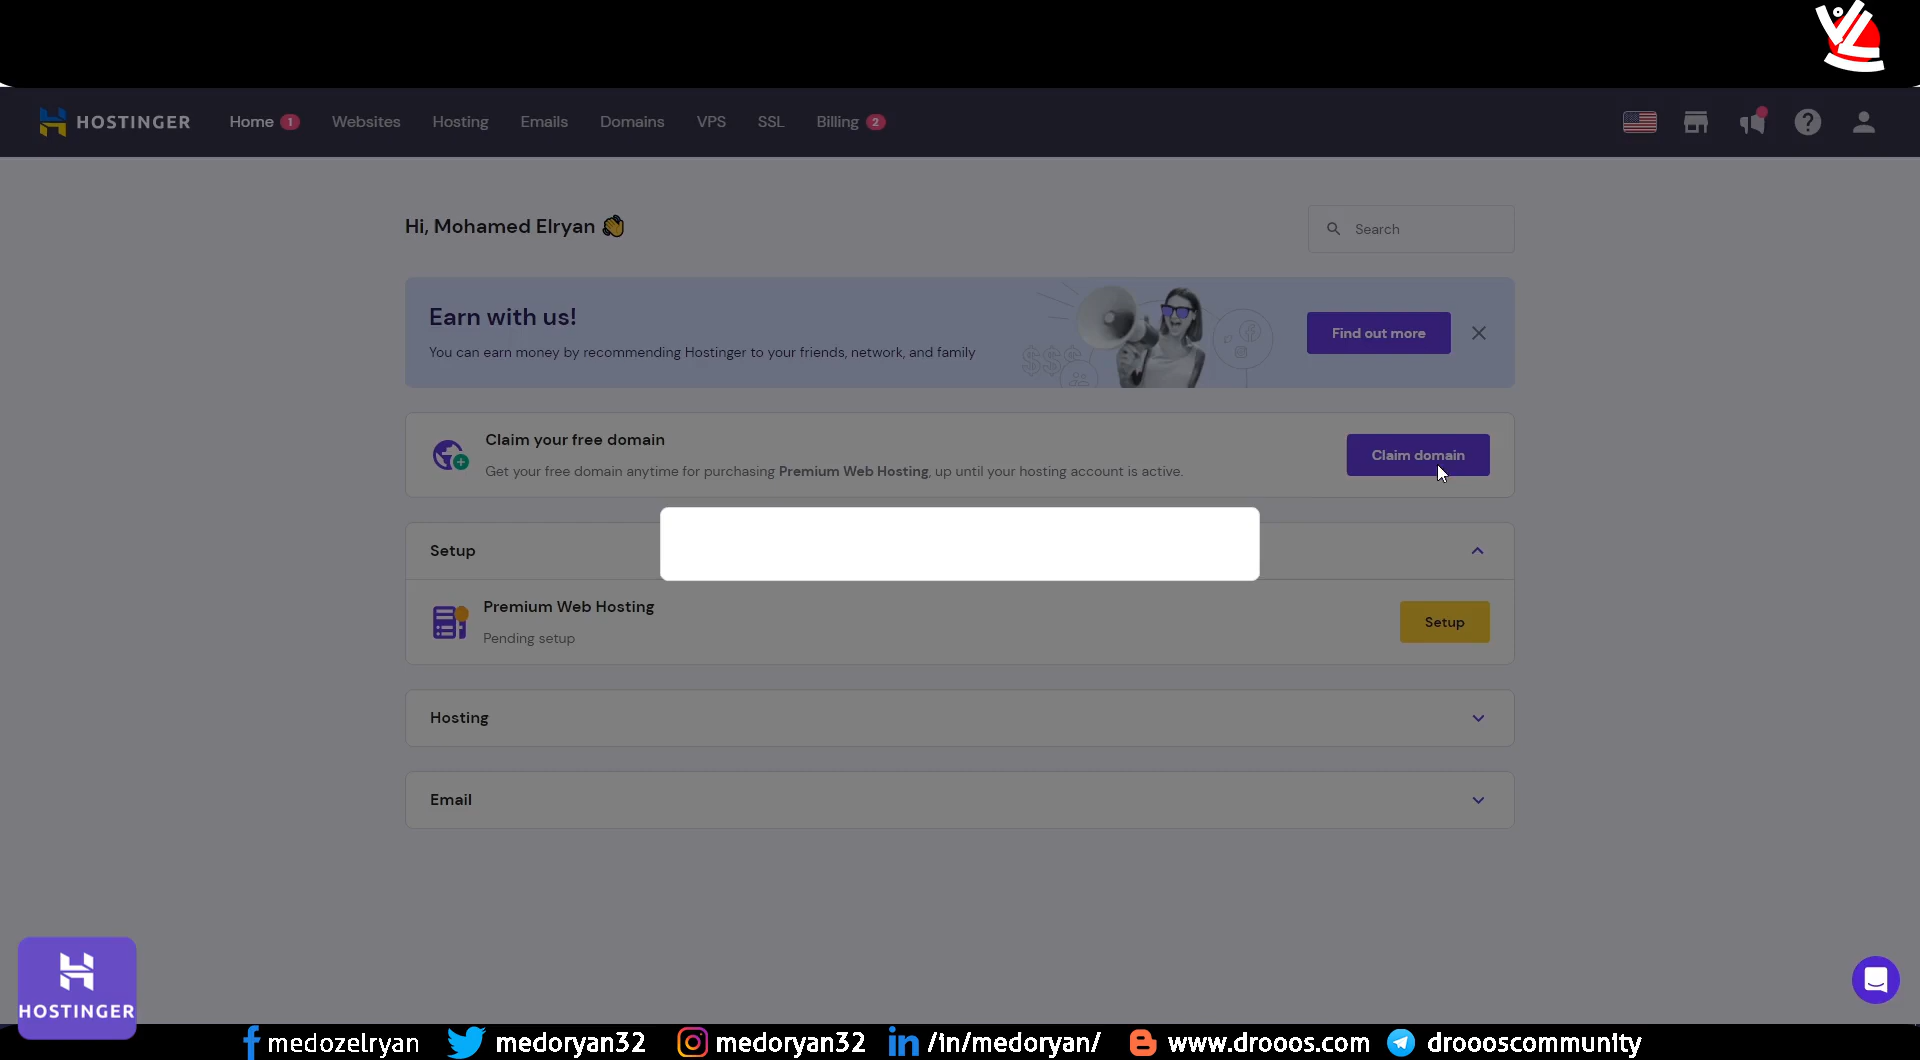 HOSTINGER Home 1 Websites Hosting Emails Domains VPS SSL Billing 2
Hi, Mohamed Elryan
Search
Earn with us!
You can earn money by recommending Hostinger to your friends, network, and family
Find out more
Claim your free domain
Get your free domain anytime for purchasing Premium Web Hosting, up until your hosting account is active.
Claim domain
Setup
Premium Web Hosting
Pending setup
Setup
Hosting
Email
HOSTINGER
medozelryan medoryan32 medoryan32 /in/medoryan/ www.drooos.com droooscommunity